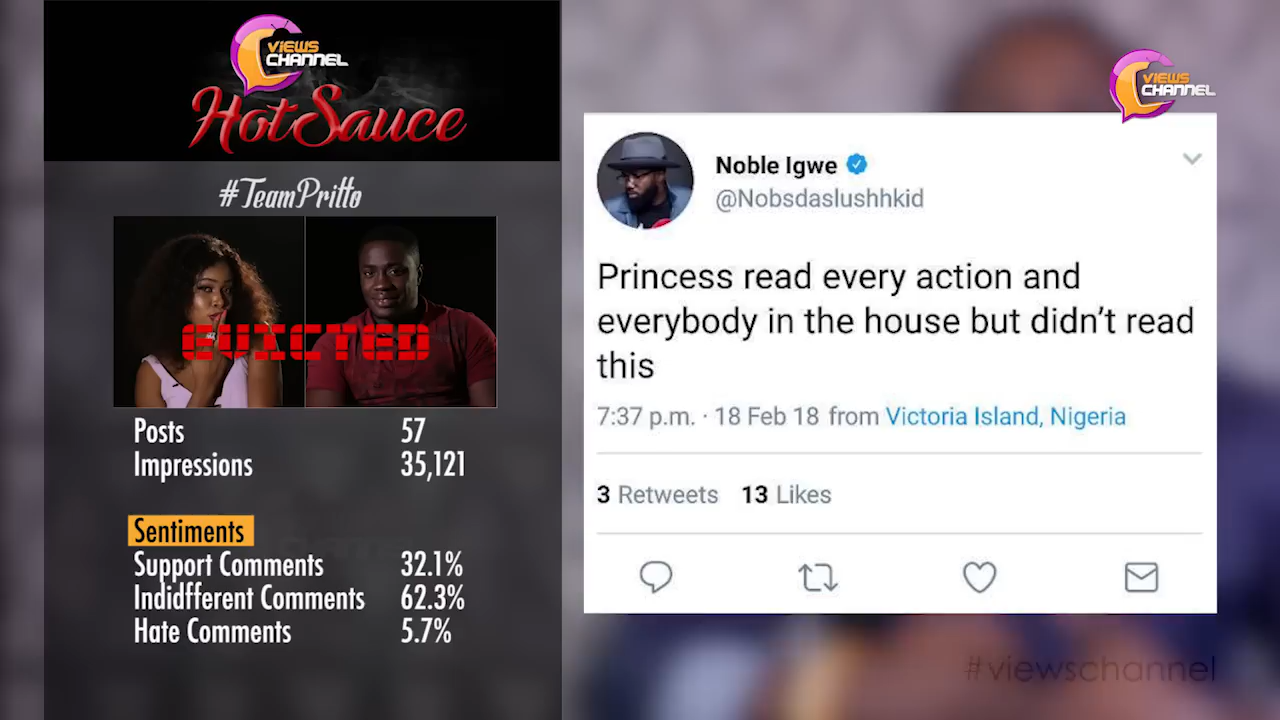 VIEWS
CHANNEL
HotSauce
#TeamPritto
EVICTED
Posts 57
Impressions 35,121
Sentiments
Support Comments 32.1%
Indidfferent Comments 62.3%
Hate Comments 5.7%
VIEWS
CHANNEL
Noble Igwe
@Nobsdaslushhkid
Princess read every action and
everybody in the house but didn’t read
this
7:37 p.m. · 18 Feb 18 from Victoria Island, Nigeria
3 Retweets 13 Likes
#viewschannel